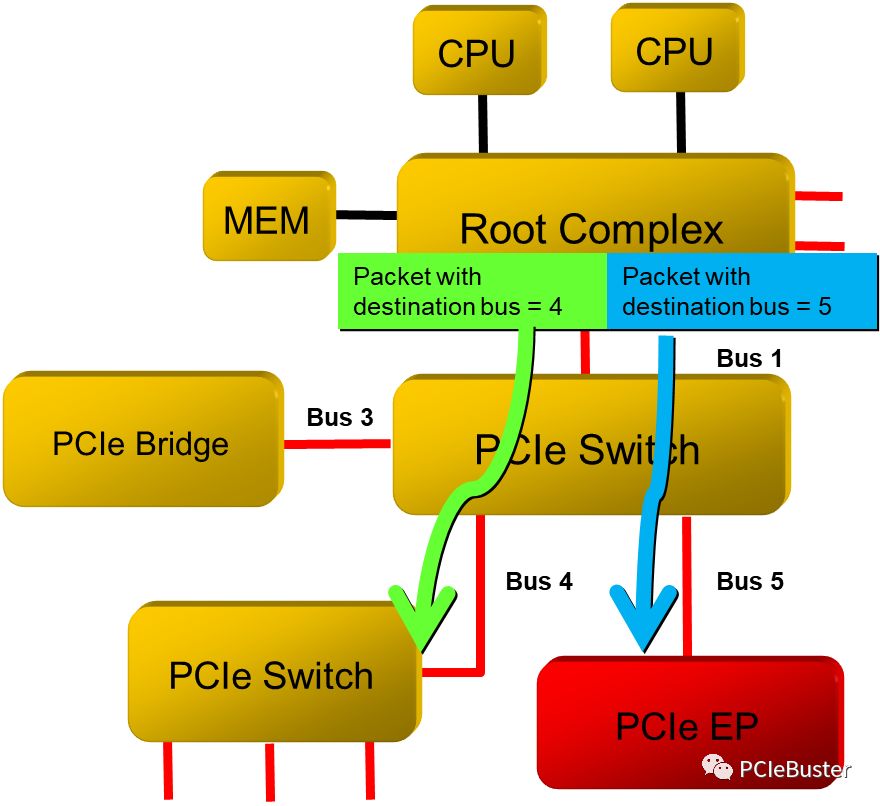 CPU
CPU
MEM
Root Complex
Packet with
destination bus = 4
Packet with
destination bus = 5
Bus 1
PCIe Bridge
Bus 3
PCIe Switch
Bus 4
Bus 5
PCIe Switch
PCIe EP
PCIeBuster